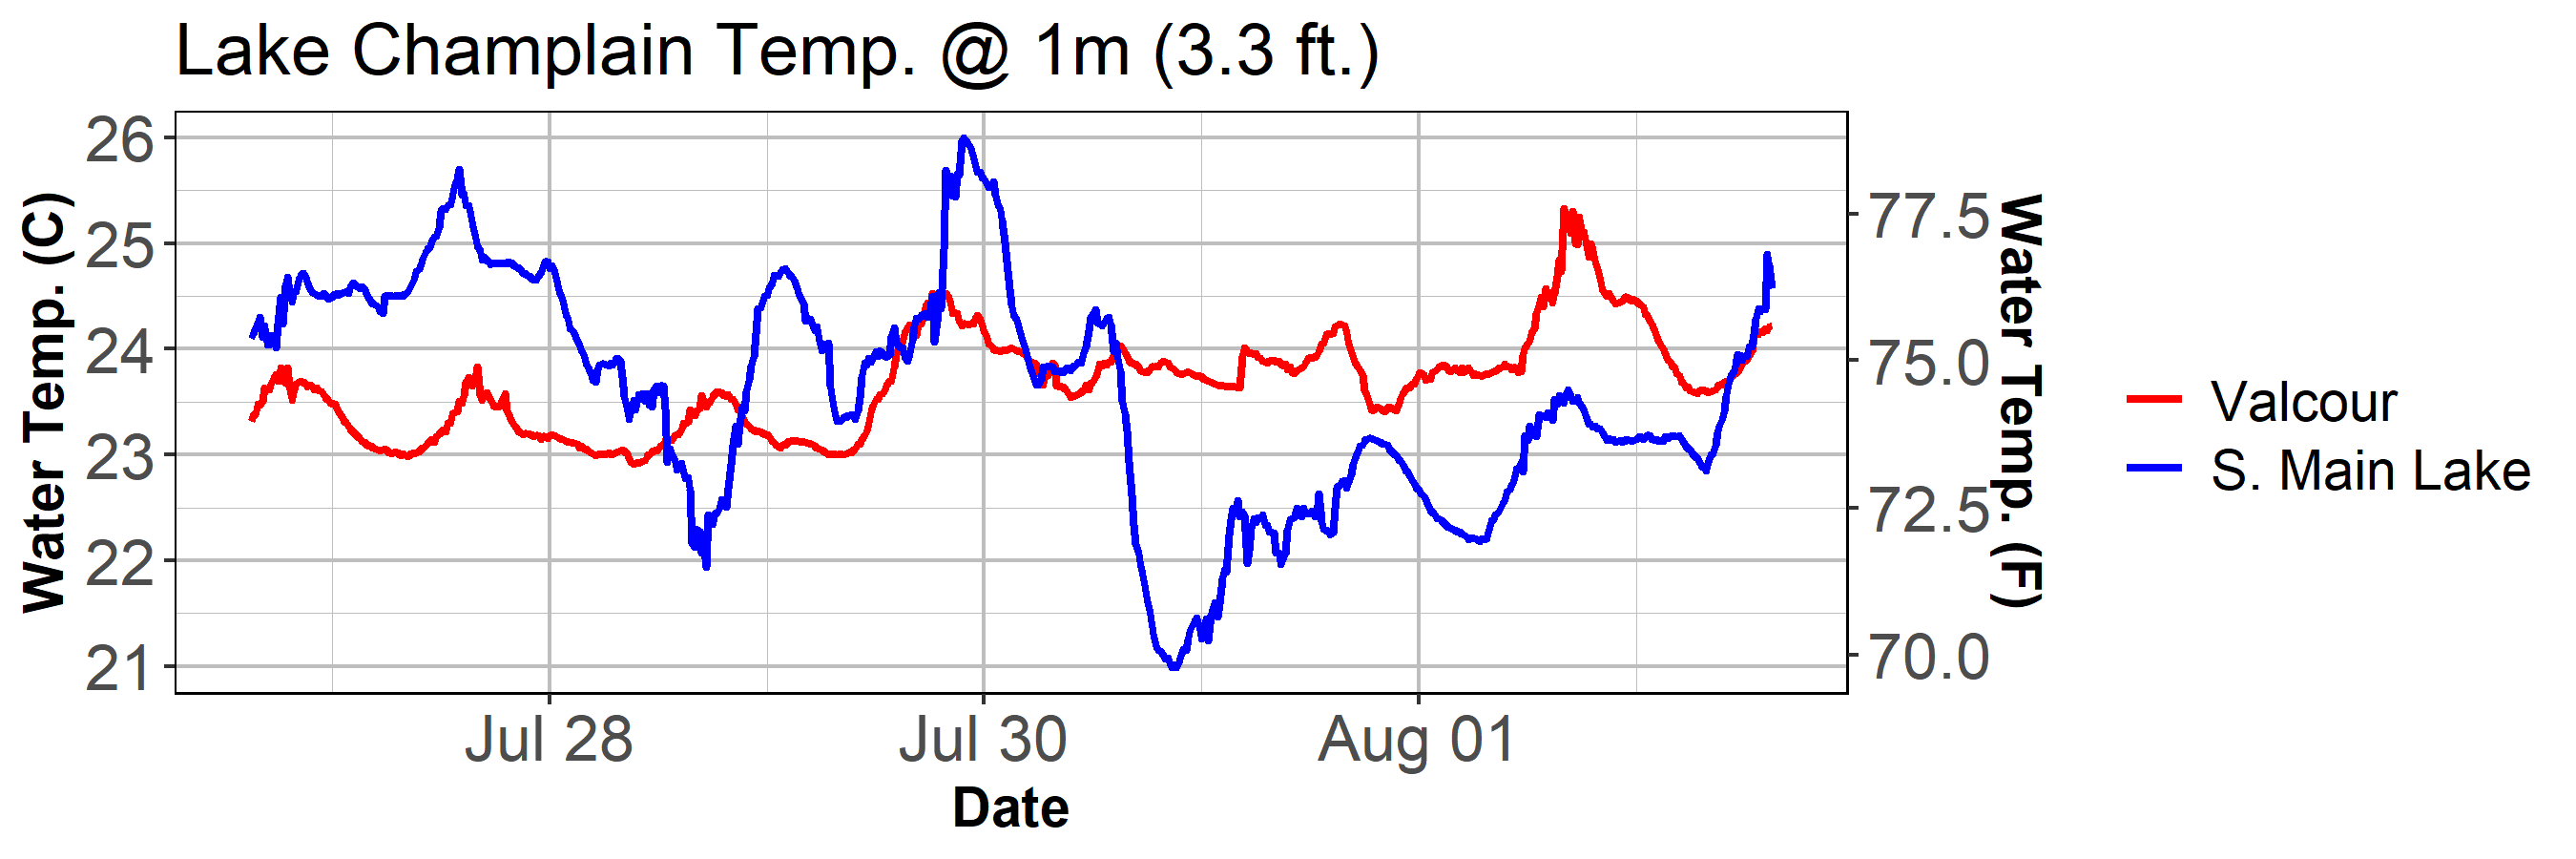 Lake Champlain Temp. @ 1m (3.3 ft.)
Water Temp. (C)
26
25
24
23
22
21
77.5
75.0
72.5
70.0
Water Temp. (F)
Jul 28
Jul 30
Aug 01
Date
Valcour
S. Main Lake